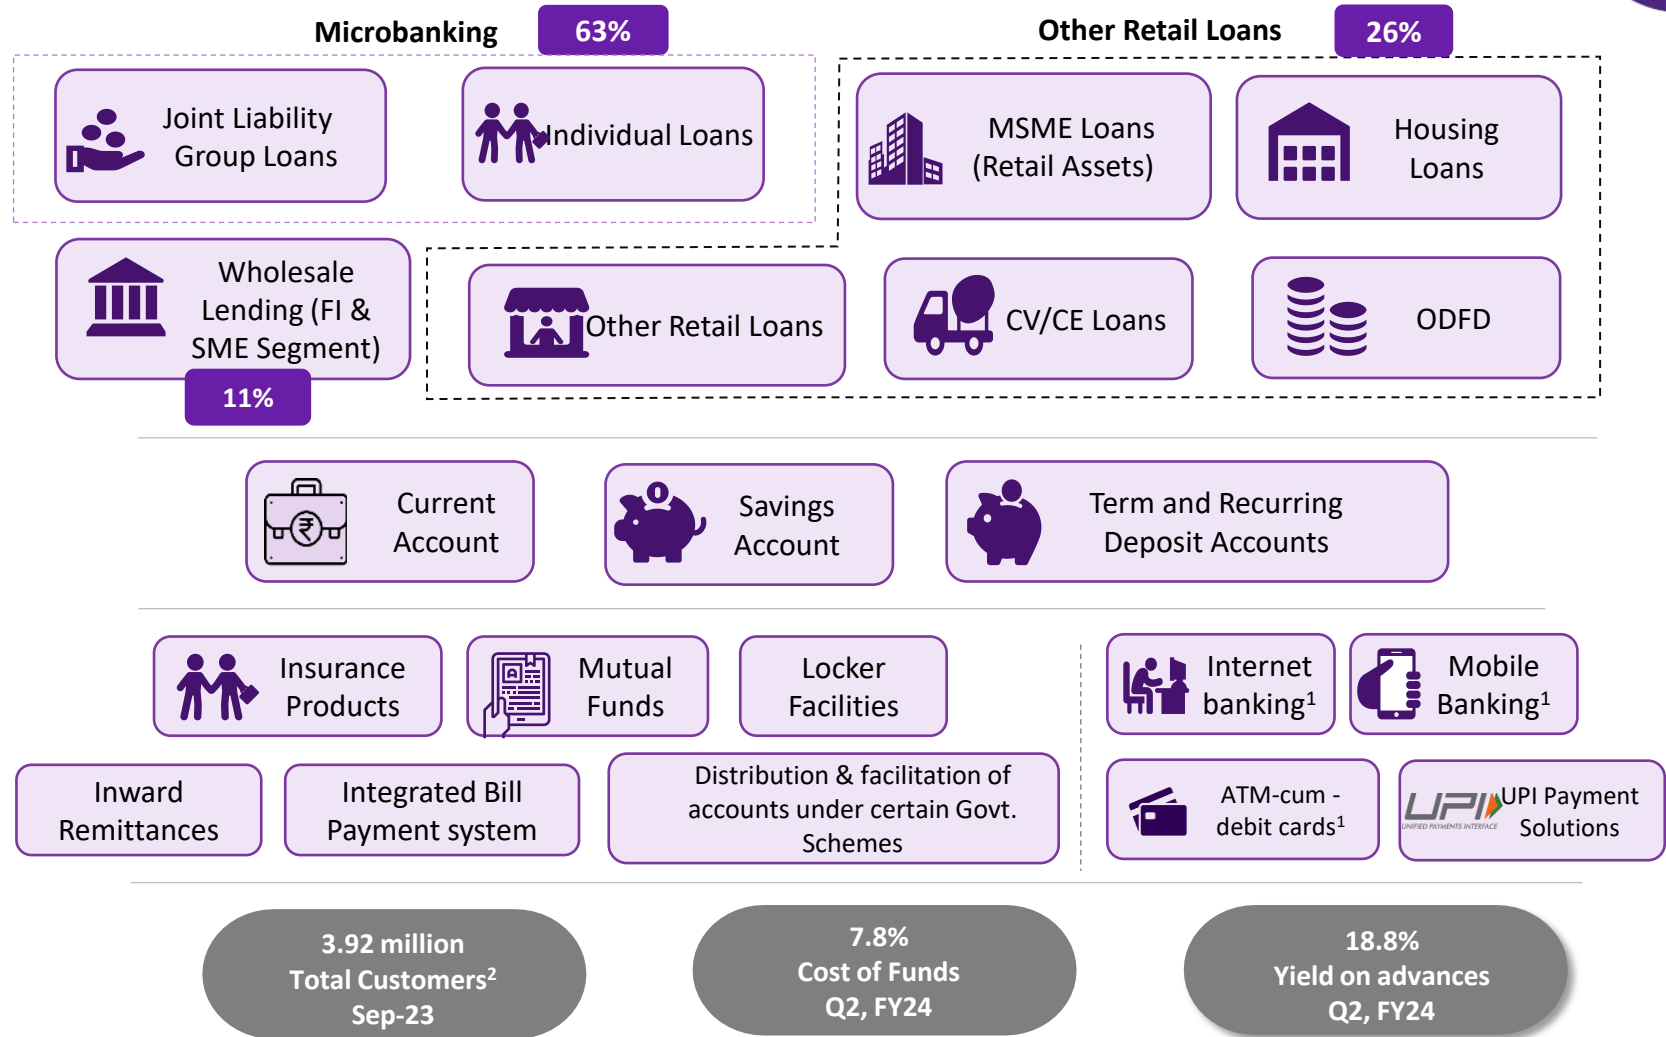 Microbanking
63%
Other Retail Loans
26%
Joint Liability
Group Loans
Individual Loans
MSME Loans
(Retail Assets)
Housing
Loans
Wholesale
Lending (FI &
SME Segment)
11%
Other Retail Loans
CV/CE Loans
ODFD
Current
Account
Savings
Account
Term and Recurring
Deposit Accounts
Insurance
Products
Mutual
Funds
Locker
Facilities
Internet
banking¹
Mobile
Banking¹
Inward
Remittances
Integrated Bill
Payment system
Distribution & facilitation of
accounts under certain Govt.
Schemes
ATM-cum -
debit cards¹
UPI
UNIFIED PAYMENTS INTERFACE
UPI Payment
Solutions
3.92 million
Total Customers²
Sep-23
7.8%
Cost of Funds
Q2, FY24
18.8%
Yield on advances
Q2, FY24